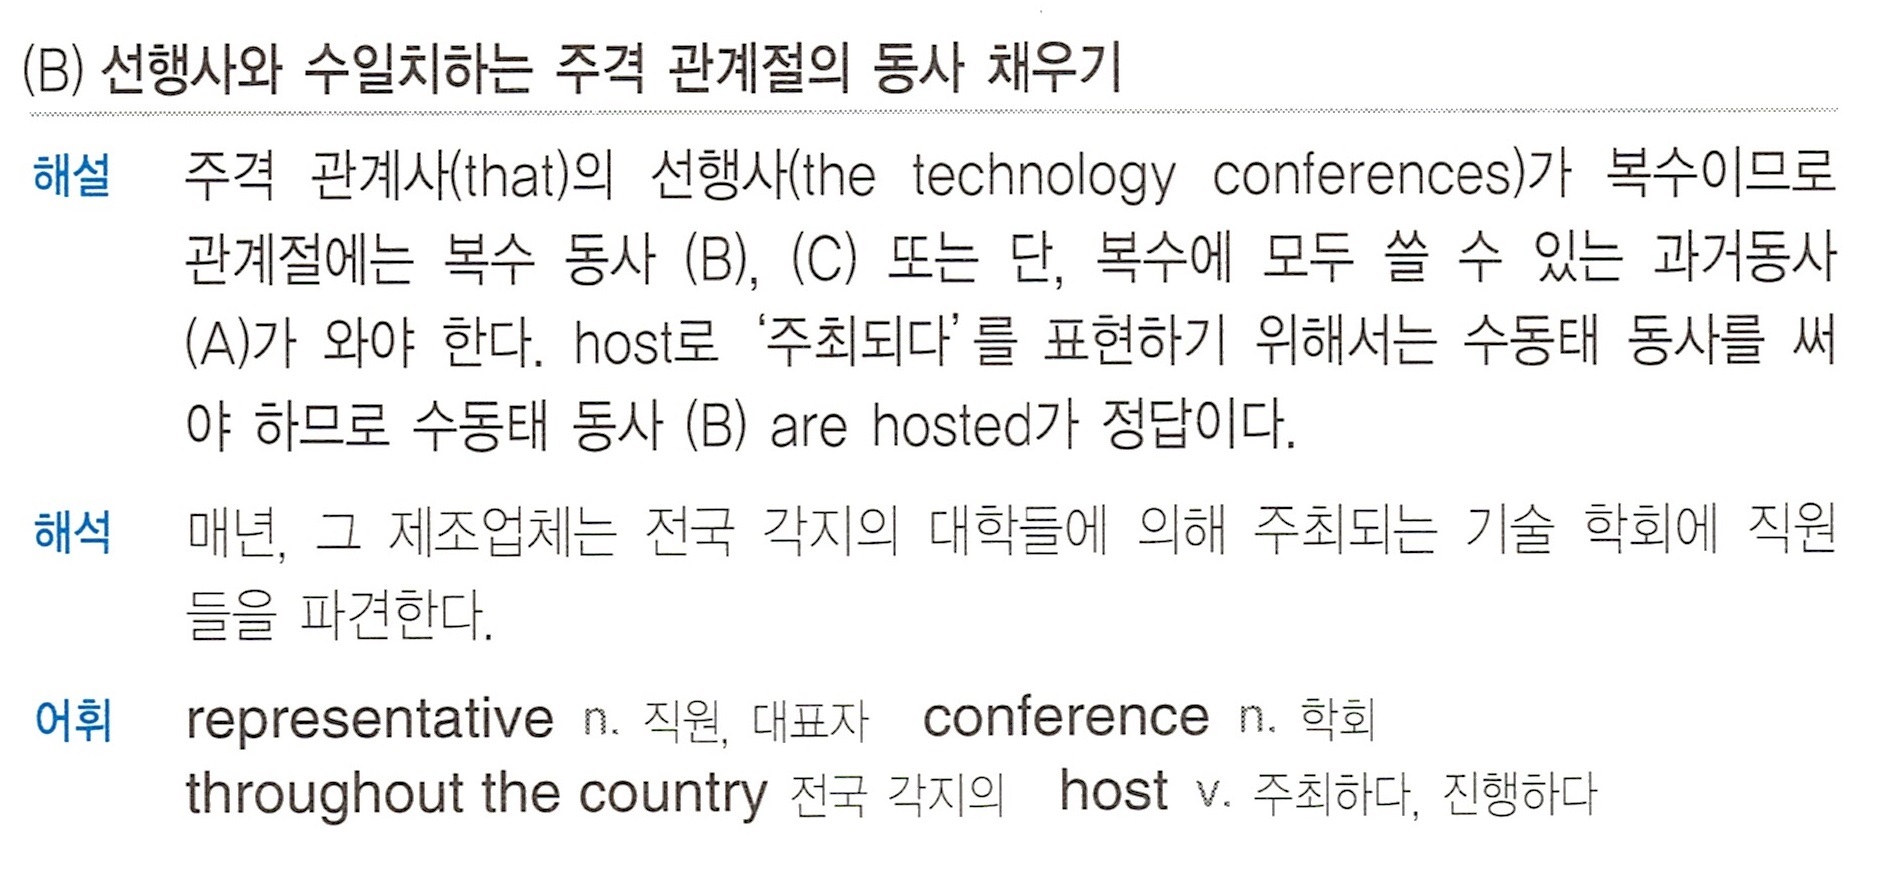 (B) 선행사와 수일치하는 주격 관계절의 동사 채우기
해설 주격 관계사(that)의 선행사(the technology conferences)가 복수이므로
관계절에는 복수 동사 (B), (C) 또는 단, 복수에 모두 쓸 수 있는 과거동사
(A)가 와야 한다. host로 ‘주최되다’를 표현하기 위해서는 수동태 동사를 써
야 하므로 수동태 동사 (B) are hosted가 정답이다.
해석 매년, 그 제조업체는 전국 각지의 대학들에 의해 주최되는 기술 학회에 직원
들을 파견한다.
어휘 representative n. 직원, 대표자 conference n. 학회
throughout the country 전국 각지의 host v. 주최하다, 진행하다